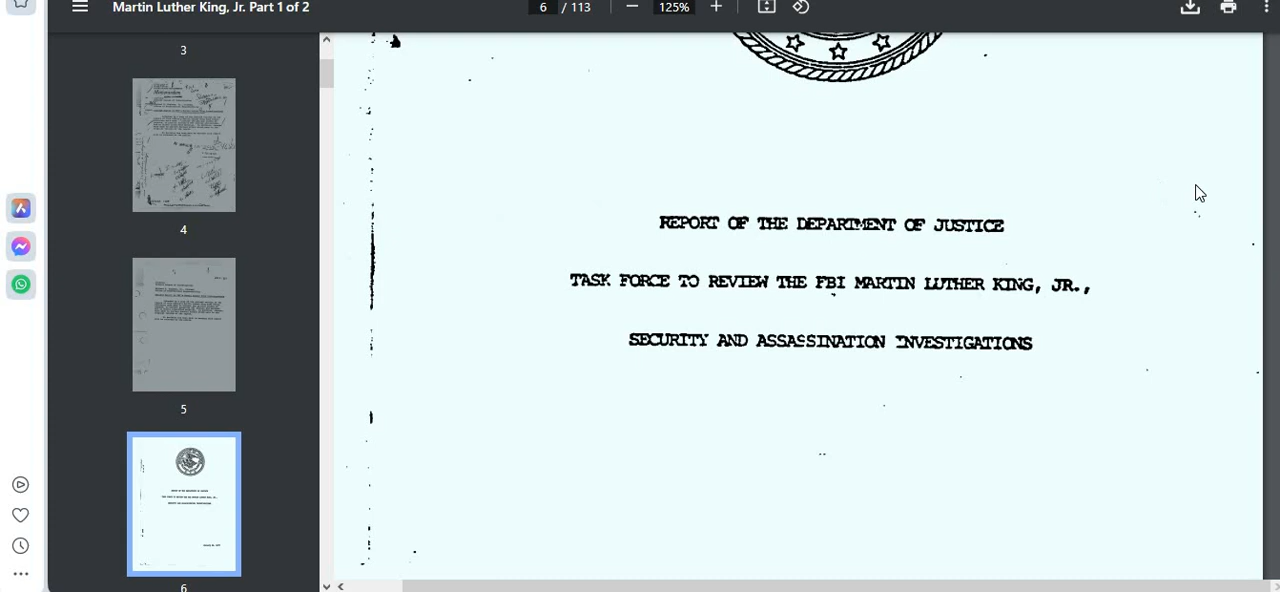 Martin Luther King, Jr. Part 1 of 2
6 / 113
125%
3
4
5
6
REPORT OF THE DEPARTMENT OF JUSTICE
TASK FORCE TO REVIEW THE FBI MARTIN LUTHER KING, JR.,
SECURITY AND ASSASSINATION INVESTIGATIONS